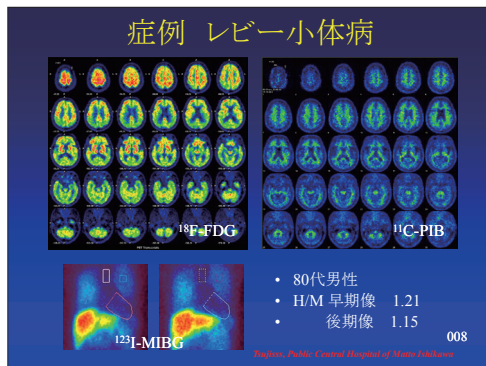 症例 レビー小体病
18F-FDG
11C-PIB
123I-MIBG
• 80代男性
• H/M 早期像 1.21
• 後期像 1.15
008
Tsujisis, Public Central Hospital of Matto Ishikawa